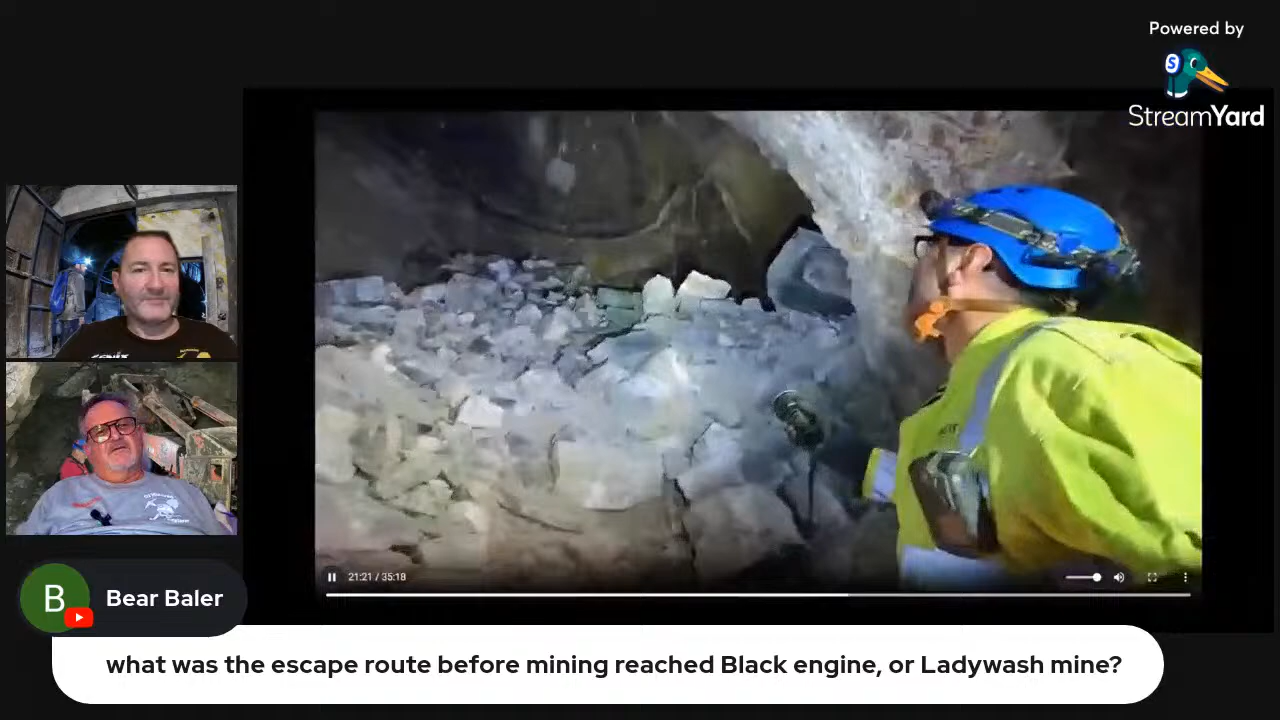 Powered by
S
StreamYard
21:21 / 35:18
B
Bear Baler
what was the escape route before mining reached Black engine, or Ladywash mine?